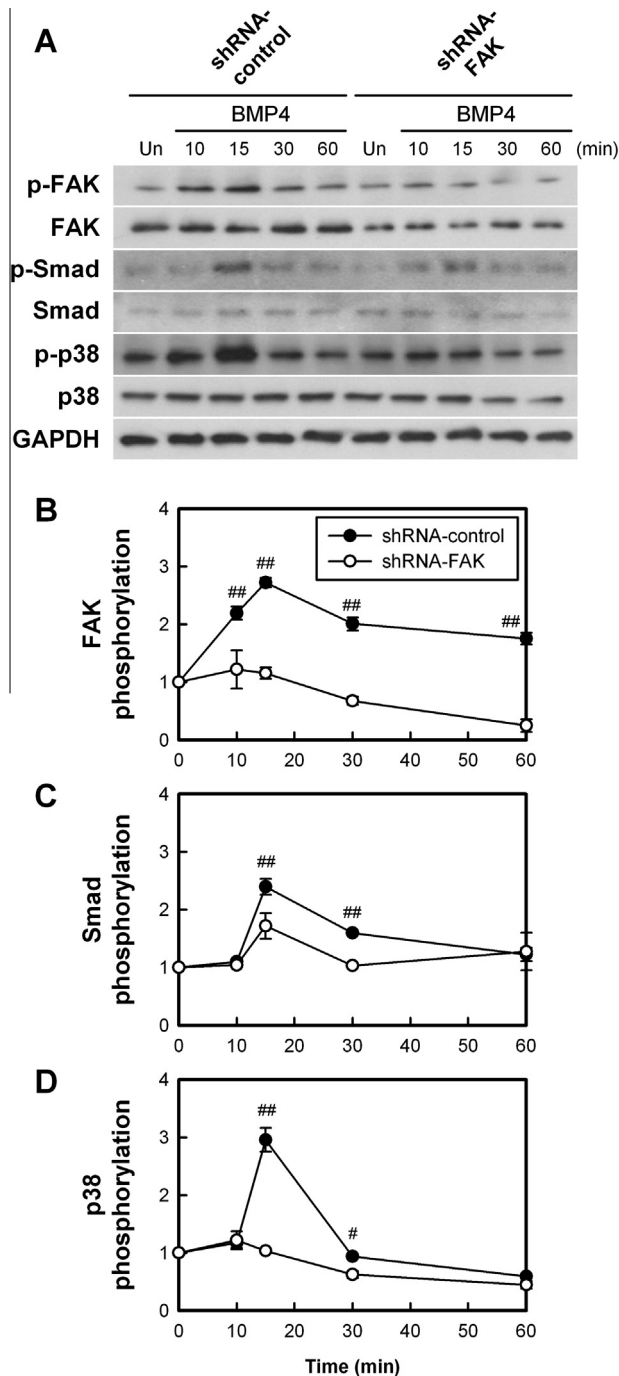 A
shRNA-
control
shRNA-
FAK
BMP4 BMP4
Un 10 15 30 60 Un 10 15 30 60 (min)
p-FAK
FAK
p-Smad
Smad
p-p38
p38
GAPDH
B
FAK
phosphorylation
4
3
2
1
0
shRNA-control
shRNA-FAK
## ## ## ##
0 10 20 30 40 50 60
C
Smad
phosphorylation
4
3
2
1
0
## ##
0 10 20 30 40 50 60
D
p38
phosphorylation
4
3
2
1
0
## #
0 10 20 30 40 50 60
Time (min)